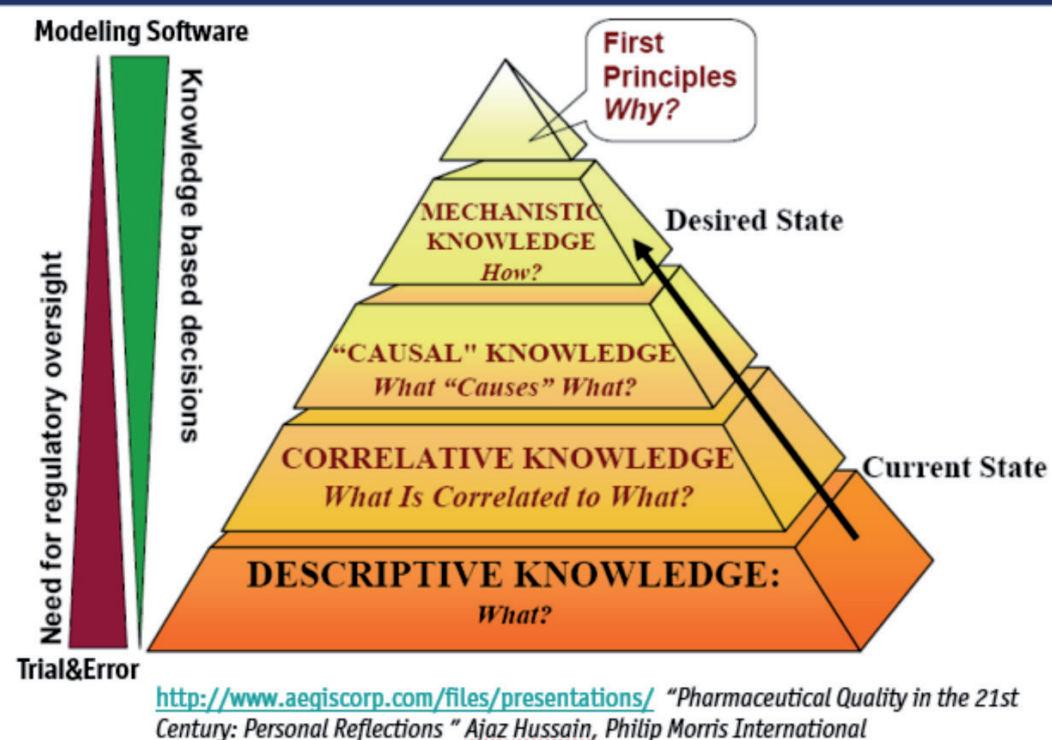 Modeling Software
First
Principles
Why?
Knowledge based decisions
Need for regulatory oversight
MECHANISTIC
KNOWLEDGE
How?
Desired State
“CAUSAL" KNOWLEDGE
What “Causes” What?
CORRELATIVE KNOWLEDGE
What Is Correlated to What?
Current State
DESCRIPTIVE KNOWLEDGE:
What?
Trial&Error
http://www.aegiscorp.com/files/presentations/ “Pharmaceutical Quality in the 21st
Century: Personal Reflections ” Ajaz Hussain, Philip Morris International